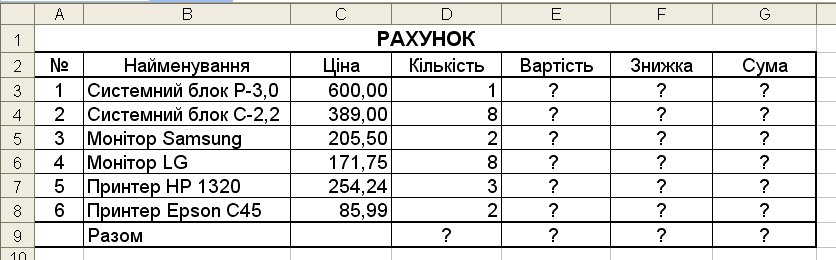 A B C D E F G
1 РАХУНОК
2 № Найменування Ціна Кількість Вартість Знижка Сума
3 1 Системний блок P-3,0 600,00 1 ? ? ?
4 2 Системний блок C-2,2 389,00 8 ? ? ?
5 3 Монітор Samsung 205,50 2 ? ? ?
6 4 Монітор LG 171,75 8 ? ? ?
7 5 Принтер HP 1320 254,24 3 ? ? ?
8 6 Принтер Epson C45 85,99 2 ? ? ?
9 Разом ? ? ? ?
10